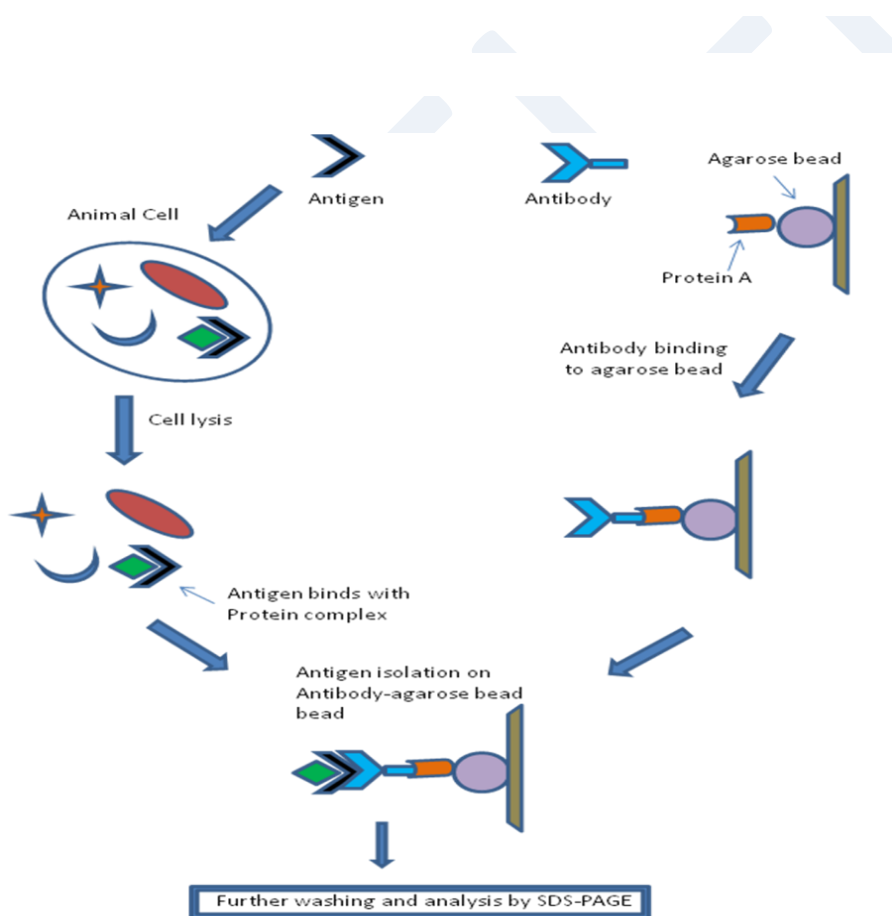 Antigen
Antibody
Agarose bead
Animal Cell
Protein A
Antibody binding
to agarose bead
Cell lysis
Antigen binds with
Protein complex
Antigen isolation on
Antibody-agarose bead
bead
Further washing and analysis by SDS-PAGE